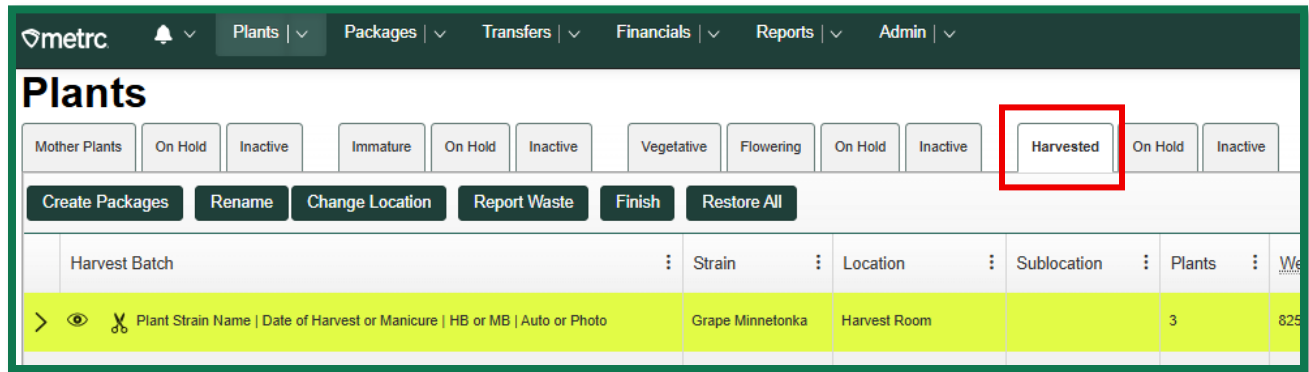 metrc Plants | Packages | Transfers | Financials | Reports | Admin |
Plants
Mother Plants On Hold Inactive Immature On Hold Inactive Vegetative Flowering On Hold Inactive Harvested On Hold Inactive
Create Packages Rename Change Location Report Waste Finish Restore All
Harvest Batch Strain Location Sublocation Plants We
Plant Strain Name | Date of Harvest or Manicure | HB or MB | Auto or Photo Grape Minnetonka Harvest Room 3 825